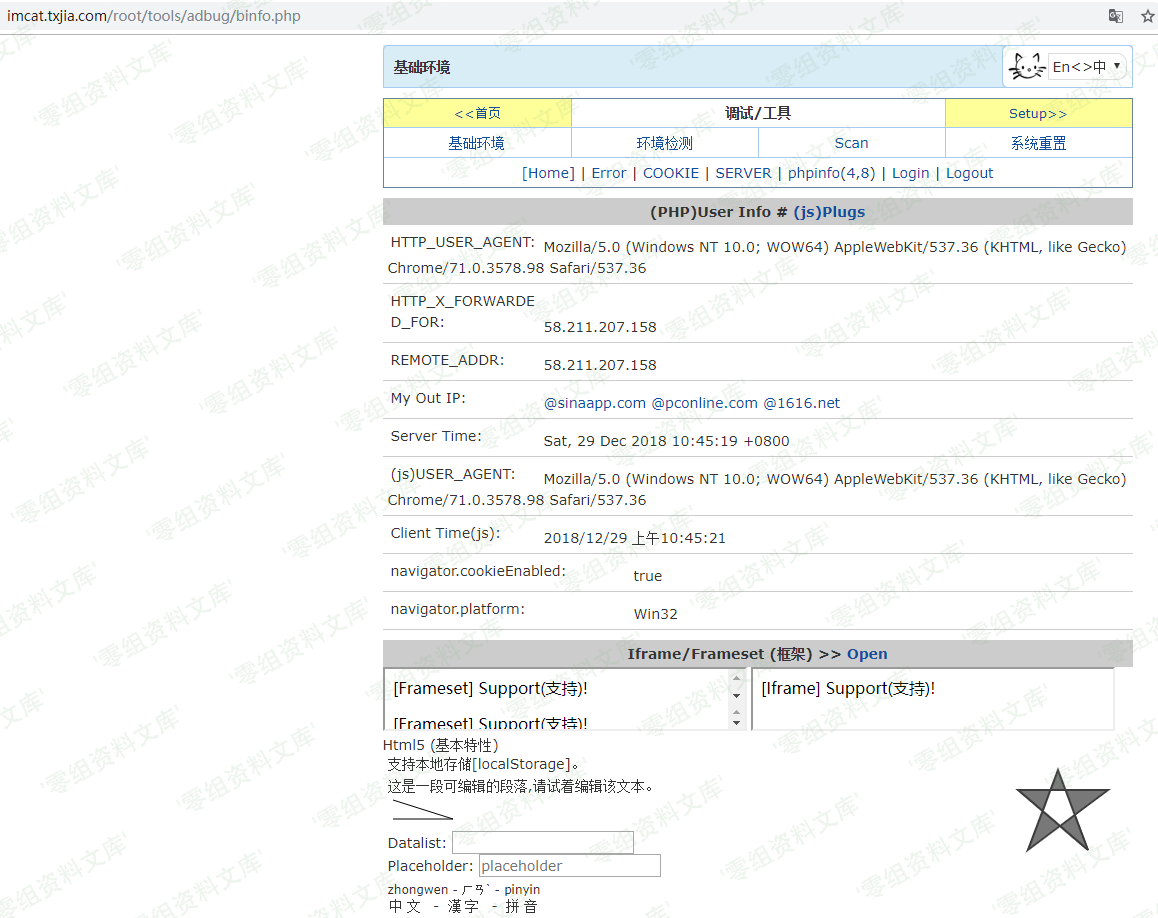 imcat.txjia.com/root/tools/adbug/binfo.php
基础环境
En<>中
<<首页 调试/工具 Setup>>
基础环境 环境检测 Scan 系统重置
[Home] | Error | COOKIE | SERVER | phpinfo(4,8) | Login | Logout
(PHP)User Info # (js)Plugs
HTTP_USER_AGENT: Mozilla/5.0 (Windows NT 10.0; WOW64) AppleWebKit/537.36 (KHTML, like Gecko)
Chrome/71.0.3578.98 Safari/537.36
HTTP_X_FORWARDE
D_FOR: 58.211.207.158
REMOTE_ADDR: 58.211.207.158
My Out IP: @sinaapp.com @pconline.com @1616.net
Server Time: Sat, 29 Dec 2018 10:45:19 +0800
(js)USER_AGENT: Mozilla/5.0 (Windows NT 10.0; WOW64) AppleWebKit/537.36 (KHTML, like Gecko)
Chrome/71.0.3578.98 Safari/537.36
Client Time(js): 2018/12/29 上午10:45:21
navigator.cookieEnabled: true
navigator.platform: Win32
Iframe/Frameset (框架) >> Open
[Frameset] Support(支持)! [Iframe] Support(支持)!
[Frameset] Support(支持)!
Html5 (基本特性)
支持本地存储[localStorage]。
这是一段可编辑的段落,请试着编辑该文本。
Datalist:
Placeholder: placeholder
zhongwen - ㄏㄢˋ - pinyin
中文 - 漢字 - 拼音
零组资料文库